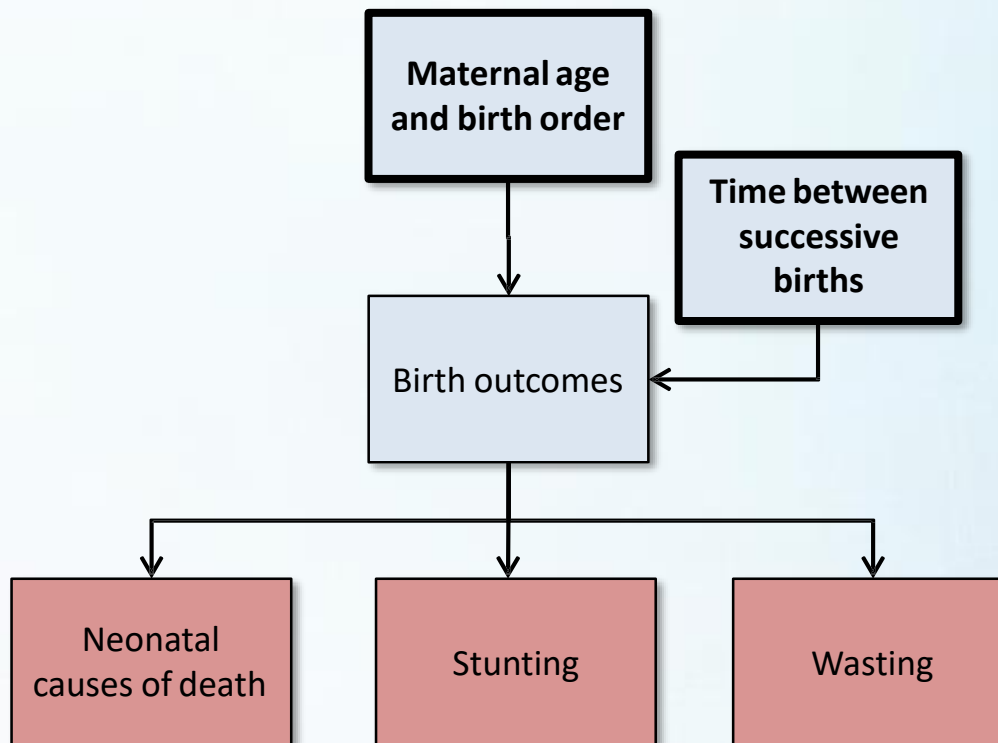 Maternal age
and birth order
Time between
successive
births
Birth outcomes
Neonatal
causes of death
Stunting
Wasting